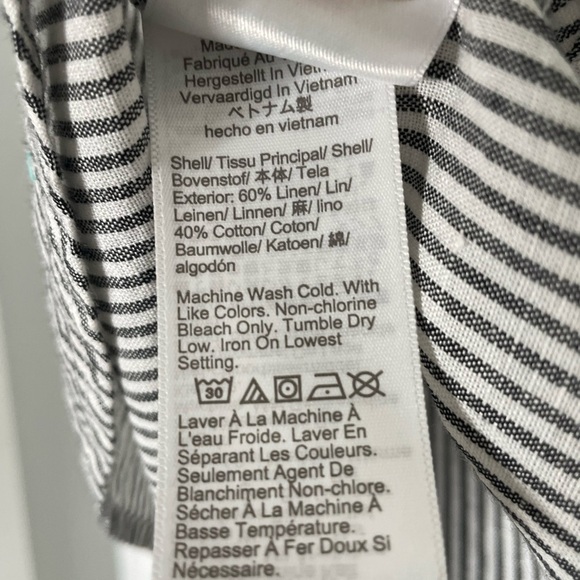 Fabriqué Au
Hergestellt In Vietnam
Vervaardigd In Vietnam
ベトナム製
hecho en vietnam
Shell/ Tissu Principal/ Shell/
Bovenstof/ 本体/ Tela
Exterior: 60% Linen/ Lin/
Leinen/ Linnen/ 麻/ lino
40% Cotton/ Coton/
Baumwolle/ Katoen/ 綿/
algodón
Machine Wash Cold. With
Like Colors. Non-chlorine
Bleach Only. Tumble Dry
Low. Iron On Lowest
Setting.
30
Laver À La Machine À
L'eau Froide. Laver En
Séparant Les Couleurs.
Seulement Agent De
Blanchiment Non-chlore.
Sécher À La Machine À
Basse Température.
Repasser À Fer Doux Si
Nécessaire.